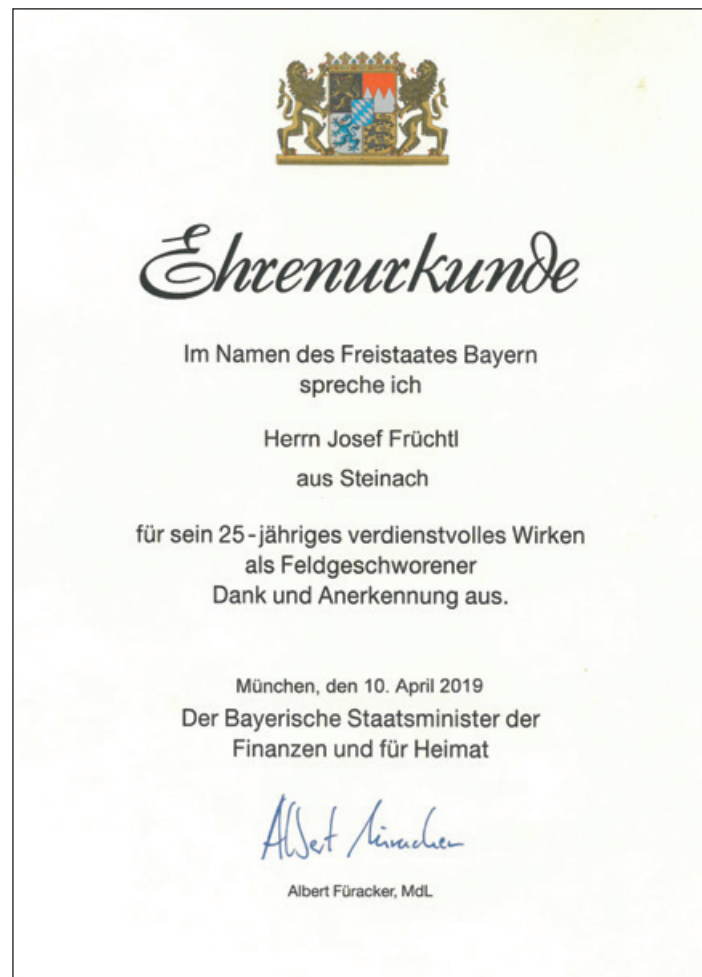 Ehrenurkunde
Im Namen des Freistaates Bayern
spreche ich
Herrn Josef Früchtl
aus Steinach
für sein 25-jähriges verdienstvolles Wirken
als Feldgeschworener
Dank und Anerkennung aus.
München, den 10. April 2019
Der Bayerische Staatsminister der
Finanzen und für Heimat
Albert Füracker
Albert Füracker, MdL